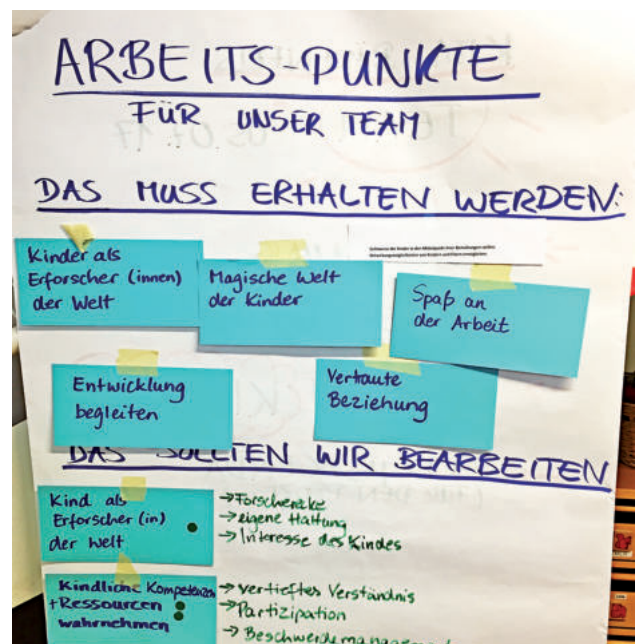 ARBEITS-PUNKTE
FÜR UNSER TEAM
DAS MUSS ERHALTEN WERDEN:
Kinder als
Erforscher (innen)
der Welt
Magische Welt
der Kinder
Spaß an
der Arbeit
Entwicklung
begleiten
Vertraute
Beziehung
DAS SOLLTEN WIR BEARBEITEN
Kind als
Erforscher (in)
der Welt
→ Forscherecke
→ eigene Haltung
→ Interesse des Kindes
Kindliche Kompetenzen
+ Ressourcen
wahrnehmen
→ vertieftes Verständnis
→ Partizipation